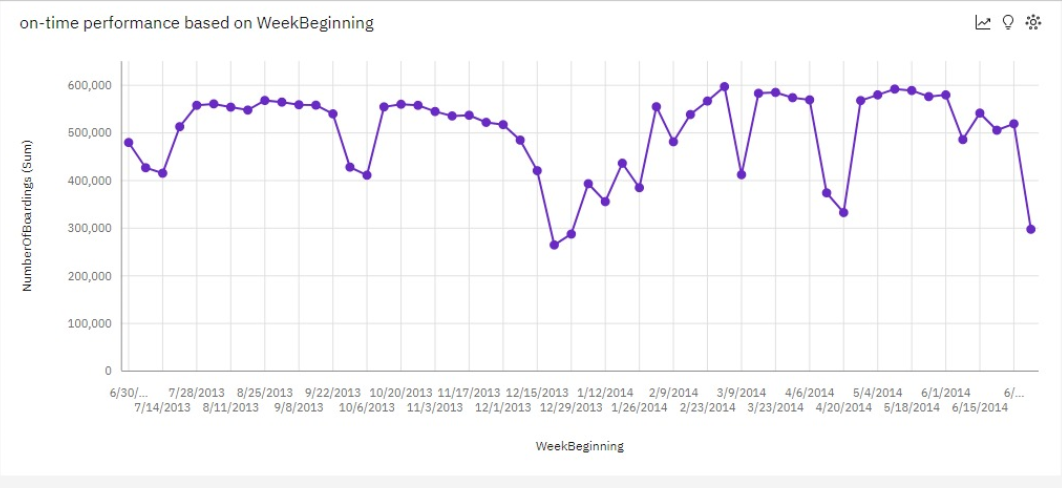 on-time performance based on WeekBeginning
NumberOfBoardings (Sum)
600,000
500,000
400,000
300,000
200,000
100,000
0
6/30/... 7/28/2013 8/25/2013 9/22/2013 10/20/2013 11/17/2013 12/15/2013 1/12/2014 2/9/2014 3/9/2014 4/6/2014 5/4/2014 6/1/2014 6/...
7/14/2013 8/11/2013 9/8/2013 10/6/2013 11/3/2013 12/1/2013 12/29/2013 1/26/2014 2/23/2014 3/23/2014 4/20/2014 5/18/2014 6/15/2014
WeekBeginning